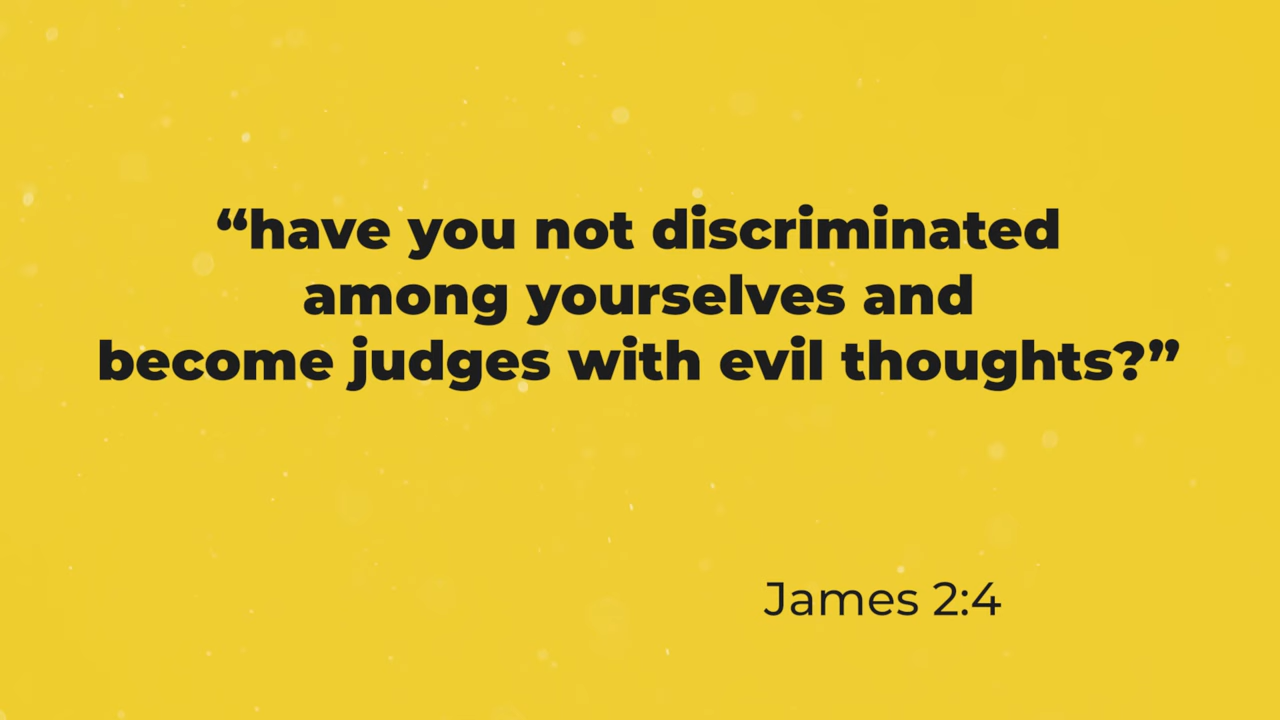 “have you not discriminated
among yourselves and
become judges with evil thoughts?”
James 2:4